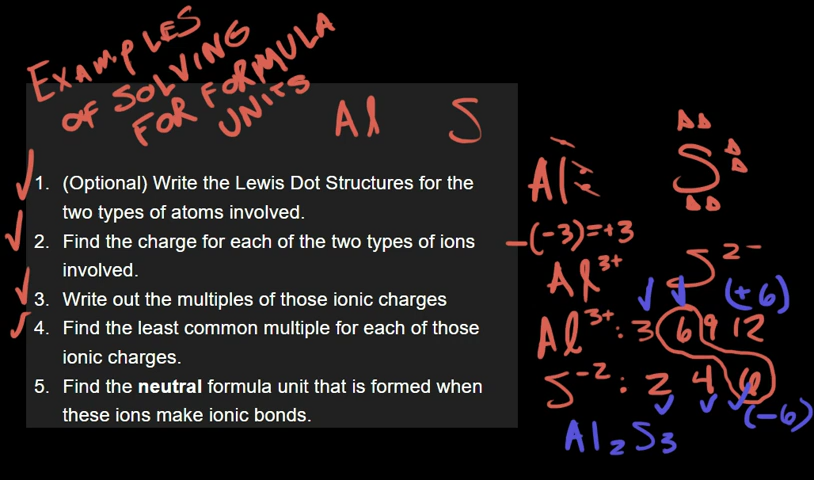 EXAMPLES
OF SOLVING
FOR FORMULA
UNITS
Al S
1. (Optional) Write the Lewis Dot Structures for the
two types of atoms involved.
2. Find the charge for each of the two types of ions
involved.
3. Write out the multiples of those ionic charges
4. Find the least common multiple for each of those
ionic charges.
5. Find the neutral formula unit that is formed when
these ions make ionic bonds.
Al S
-(-3)=+3
Al³⁺ S²⁻
(+6)
Al³⁺: 3 6 9 12
S⁻²: 2 4 6
(-6)
Al₂S₃